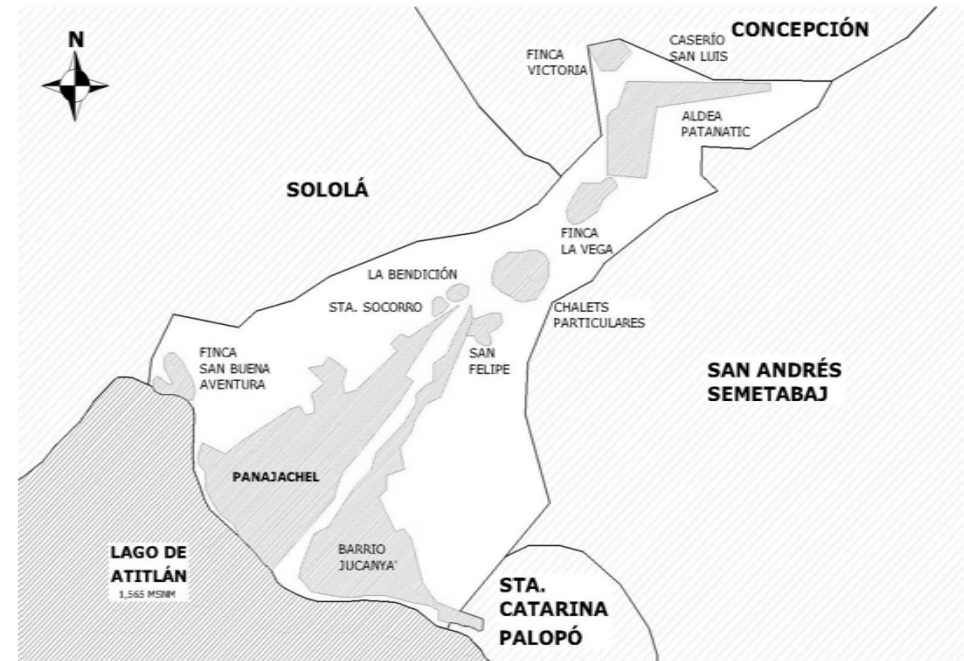 N
CONCEPCIÓN
CASERÍO
SAN LUIS
FINCA
VICTORIA
ALDEA
PATANATIC
SOLOLÁ
FINCA
LA VEGA
LA BENDICIÓN
STA. SOCORRO
CHALETS
PARTICULARES
SAN
FELIPE
FINCA
SAN BUENA
AVENTURA
SAN ANDRÉS
SEMETABAJ
PANAJACHEL
BARRIO
JUCANYA'
LAGO DE
ATITLÁN
1,565 MSNM
STA.
CATARINA
PALOPÓ